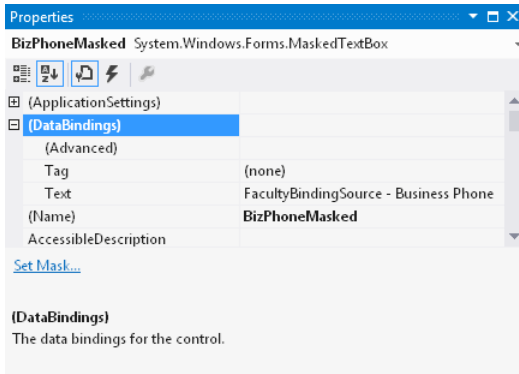 Properties
BizPhoneMasked System.Windows.Forms.MaskedTextBox
(ApplicationSettings)
(DataBindings)
(Advanced)
Tag (none)
Text FacultyBindingSource - Business Phone
(Name) BizPhoneMasked
AccessibleDescription
Set Mask...
(DataBindings)
The data bindings for the control.